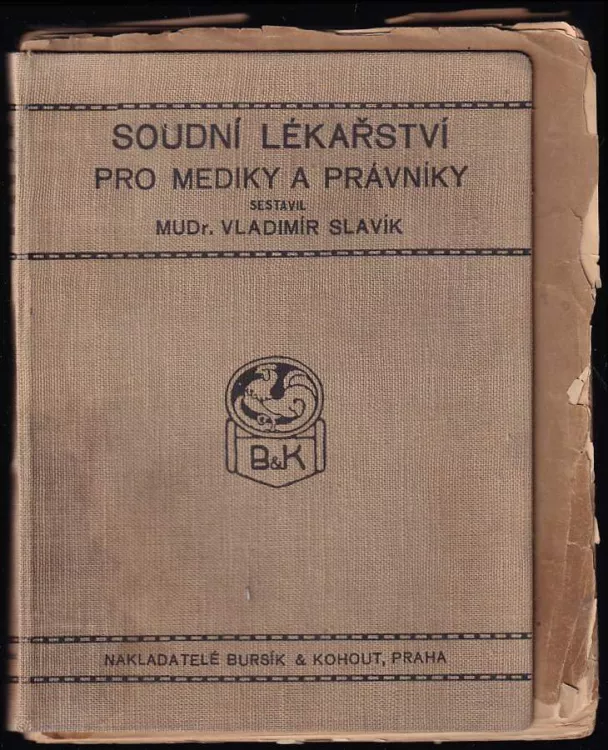 SOUDNÍ LÉKAŘSTVÍ
PRO MEDIKY A PRÁVNÍKY
SESTAVIL
MUDr. VLADIMÍR SLAVÍK
B&K
NAKLADATELÉ BURSÍK & KOHOUT, PRAHA